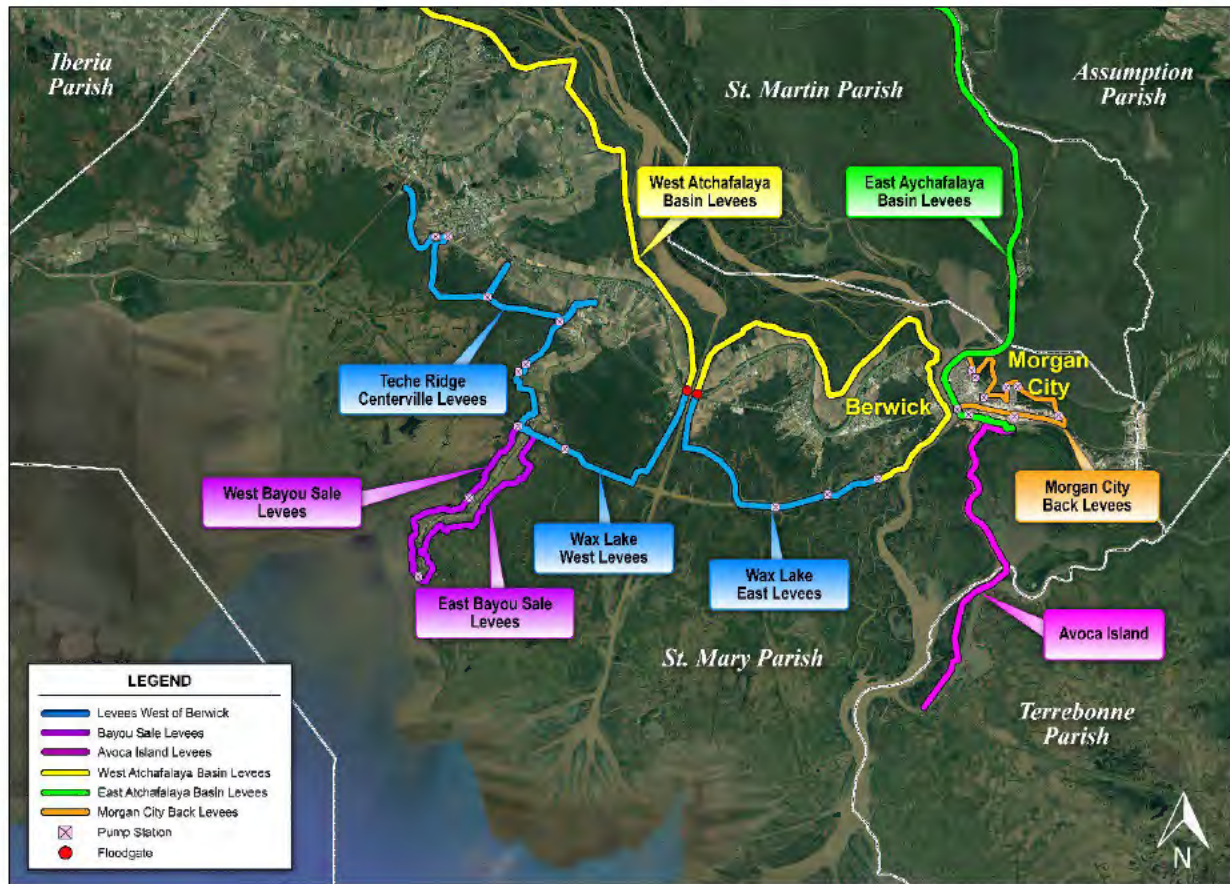 Iberia
Parish
St. Martin Parish
Assumption
Parish
West Atchafalaya
Basin Levees
East Aychafalaya
Basin Levees
Morgan
City
Teche Ridge
Centerville Levees
Berwick
West Bayou Sale
Levees
Morgan City
Back Levees
Wax Lake
West Levees
Wax Lake
East Levees
East Bayou Sale
Levees
Avoca Island
St. Mary Parish
Terrebonne
Parish
LEGEND
Levees West of Berwick
Bayou Sale Levees
Avoca Island Levees
West Atchafalaya Basin Levees
East Atchafalaya Basin Levees
Morgan City Back Levees
Pump Station
Floodgate
N